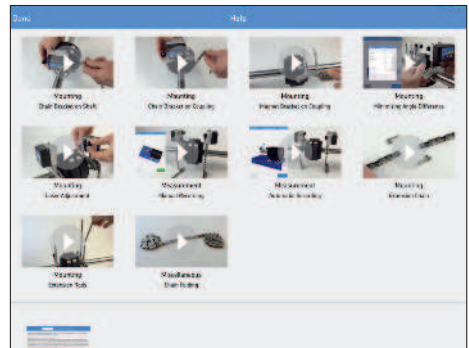 Done
Help
Mounting
Chain Bracket on Shaft
Mounting
Chain Bracket on Coupling
Mounting
Magnet Bracket on Coupling
Mounting
Minimizing Angle Difference
Mounting
Laser Adjustment
Measurement
Manual Recording
Measurement
Automatic Recording
Mounting
Extension Chain
Mounting
Extension Rods
Miscellaneous
Chain Folding